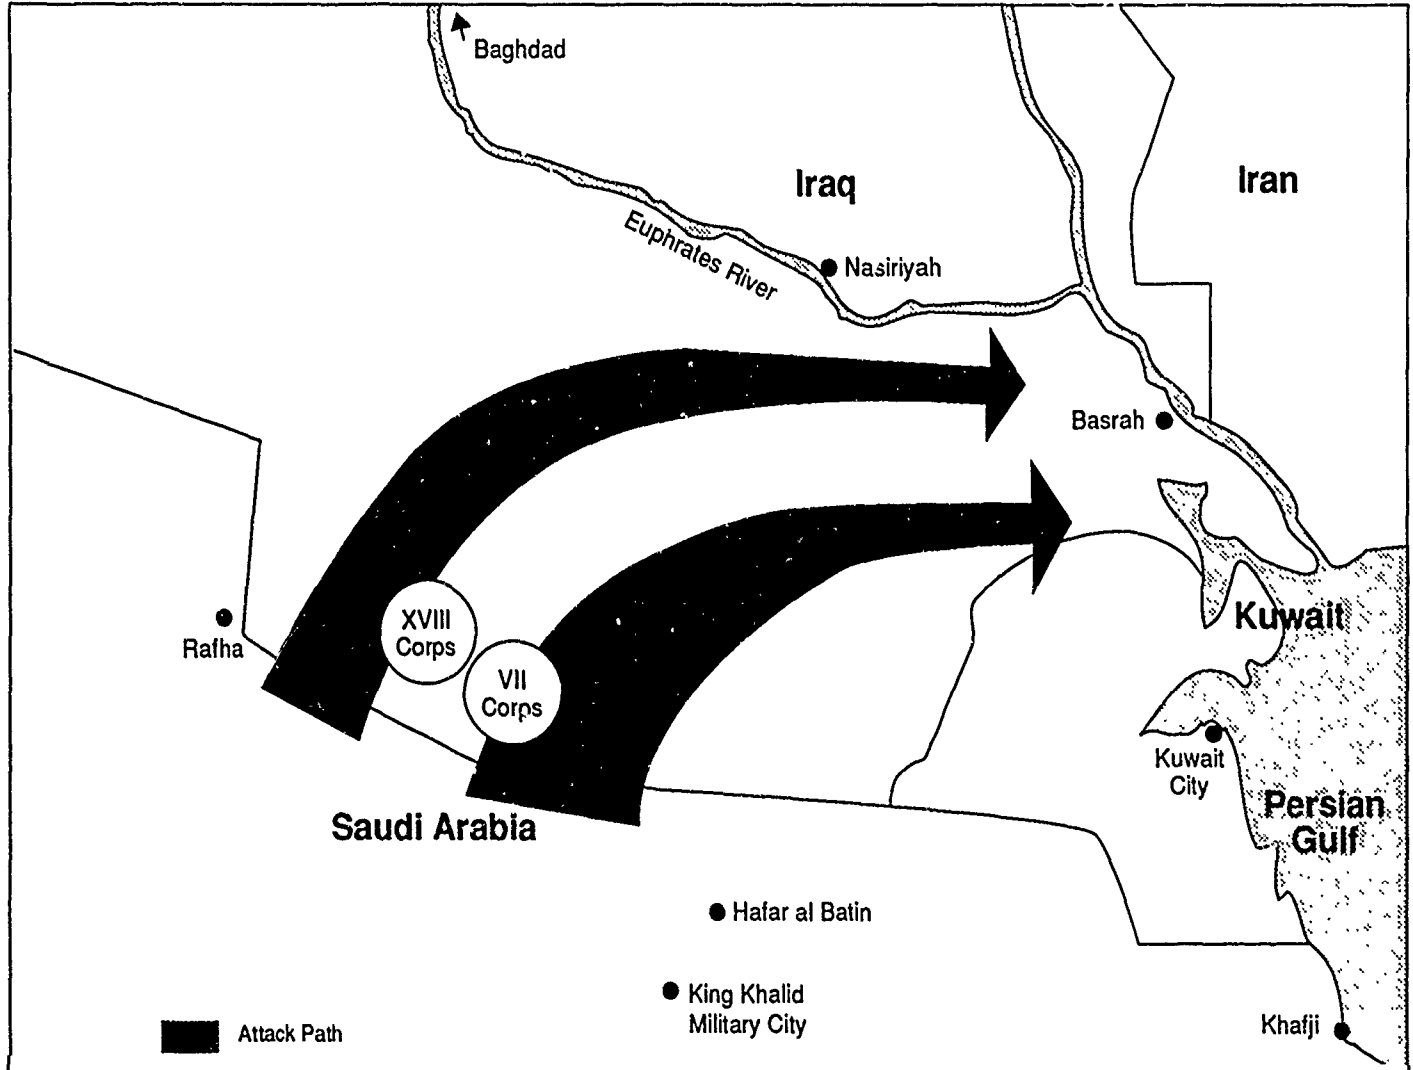 Baghdad
Iraq
Iran
Euphrates River
Nasiriyah
Basrah
XVIII
Corps
Rafha
VII
Corps
Kuwait
Kuwait
City
Persian
Gulf
Saudi Arabia
Hafar al Batin
King Khalid
Military City
Khafji
Attack Path